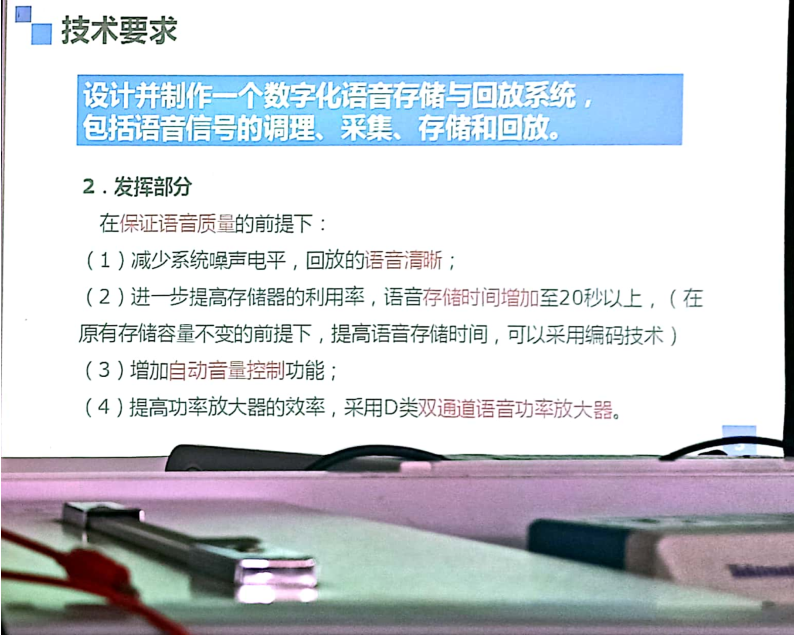 技术要求
设计并制作一个数字化语音存储与回放系统，
包括语音信号的调理、采集、存储和回放。
2．发挥部分
在保证语音质量的前提下：
（1）减少系统噪声电平，回放的语音清晰；
（2）进一步提高存储器的利用率，语音存储时间增加至20秒以上，（在
原有存储容量不变的前提下，提高语音存储时间，可以采用编码技术）
（3）增加自动音量控制功能；
（4）提高功率放大器的效率，采用D类双通道语音功率放大器。